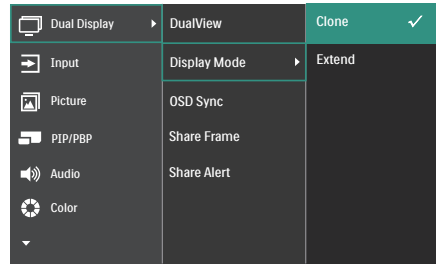 Dual Display
DualView
Clone
Input
Display Mode
Extend
Picture
OSD Sync
PIP/PBP
Share Frame
Audio
Share Alert
Color